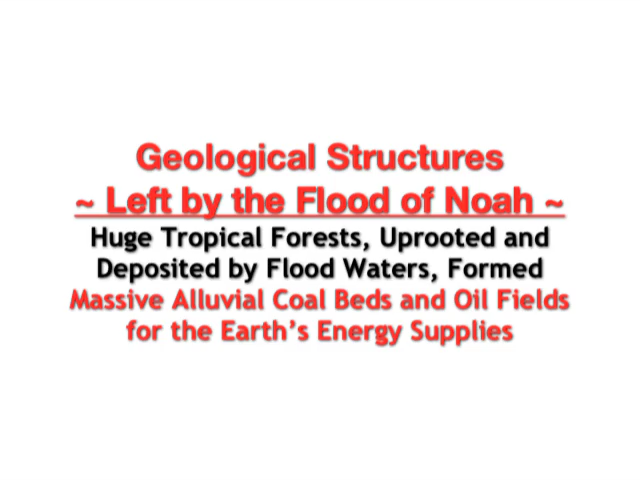 Geological Structures
~ Left by the Flood of Noah ~
Huge Tropical Forests, Uprooted and
Deposited by Flood Waters, Formed
Massive Alluvial Coal Beds and Oil Fields
for the Earth’s Energy Supplies